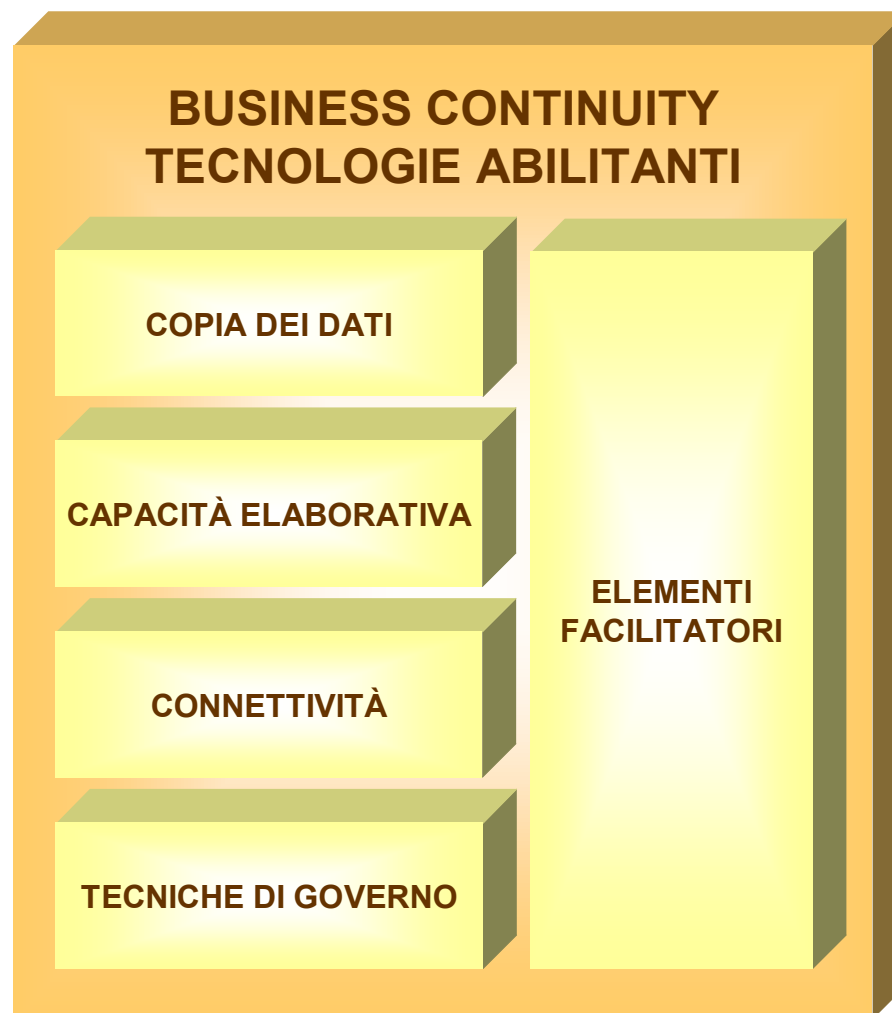 BUSINESS CONTINUITY
TECNOLOGIE ABILITANTI
COPIA DEI DATI
CAPACITÀ ELABORATIVA
CONNETTIVITÀ
TECNICHE DI GOVERNO
ELEMENTI
FACILITATORI